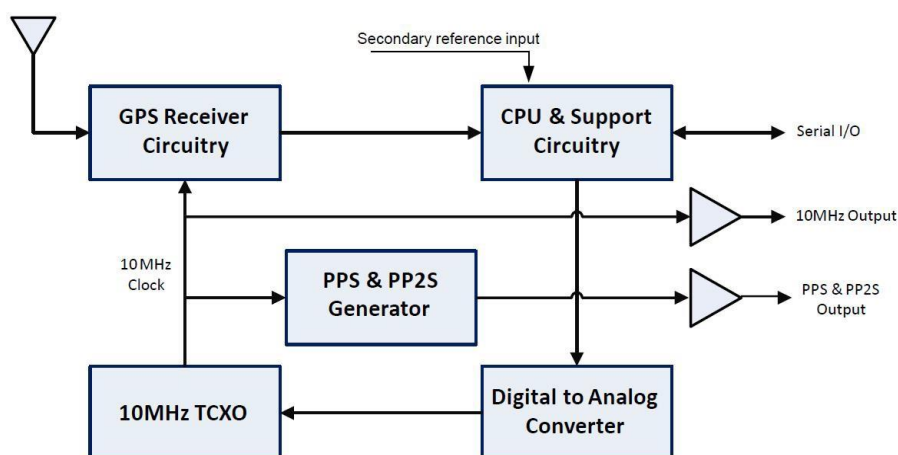 Secondary reference input
GPS Receiver
Circuitry
CPU & Support
Circuitry
Serial I/O
10MHz Output
10MHz
Clock
PPS & PP2S
Generator
PPS & PP2S
Output
10MHz TCXO
Digital to Analog
Converter